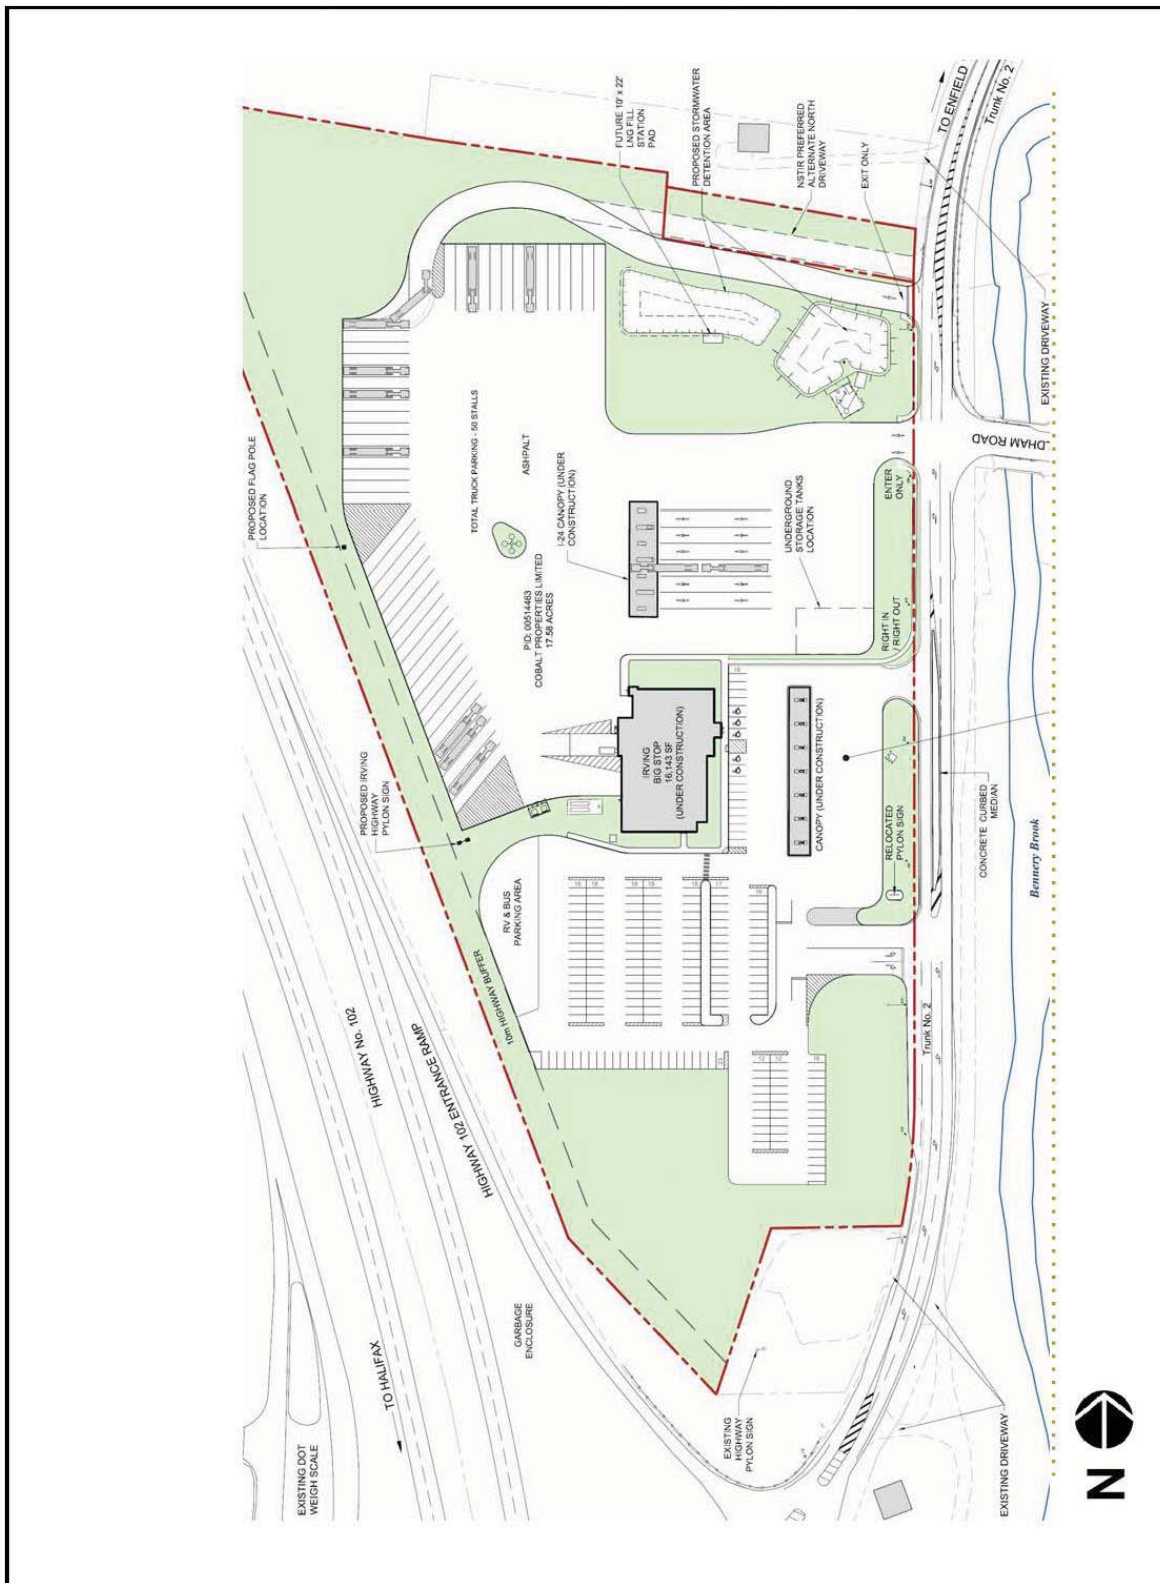 PROPOSED FLAG POLE
LOCATION
FUTURE 10' x 22'
LNG FILL
STATION
PAD
PROPOSED STORMWATER
DETENTION AREA
NSTIR PREFERRED
ALTERNATE NORTH
DRIVEWAY
EXIT ONLY
TO ENFIELD
Trunk No. 2
EXISTING DRIVEWAY
TOTAL TRUCK PARKING - 50 STALLS
ASHPALT
I-24 CANOPY (UNDER
CONSTRUCTION)
PID: 00514463
COBALT PROPERTIES LIMITED
17.58 ACRES
UNDERGROUND
STORAGE TANKS
LOCATION
ENTER
ONLY
RIGHT IN
/ RIGHT OUT
LDHAM ROAD
PROPOSED IRVING
HIGHWAY
PYLON SIGN
IRVING
BIG STOP
16,143 SF
(UNDER CONSTRUCTION)
CANOPY (UNDER CONSTRUCTION)
RELOCATED
PYLON SIGN
CONCRETE CURBED
MEDIAN
Bennery Brook
RV & BUS
PARKING AREA
10m HIGHWAY BUFFER
HIGHWAY No. 102
HIGHWAY 102 ENTRANCE RAMP
Trunk No. 2
TO HALIFAX
GARBAGE
ENCLOSURE
EXISTING DOT
WEIGH SCALE
EXISTING
HIGHWAY
PYLON SIGN
EXISTING DRIVEWAY
N